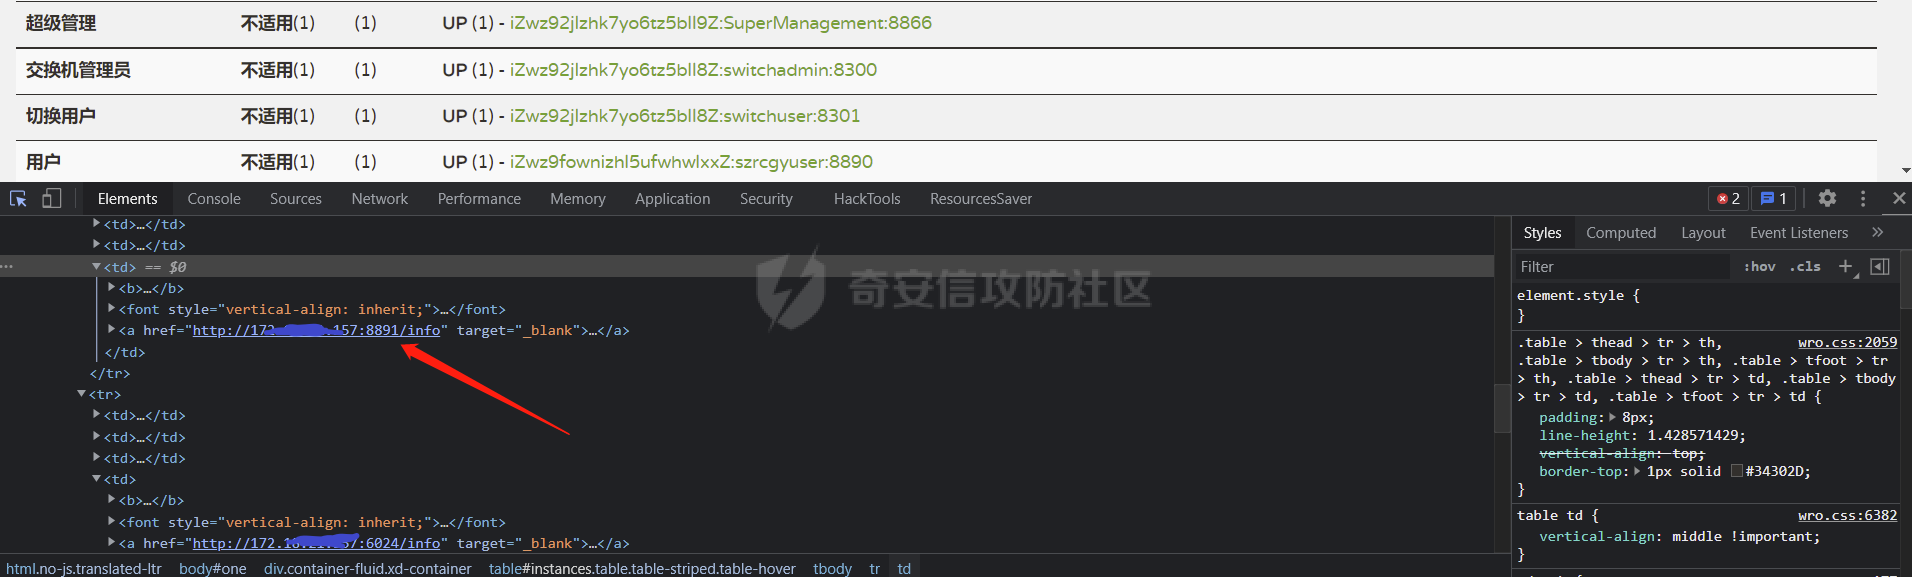 超级管理 不适用(1) (1) UP (1) - iZwz92jlzhk7yo6tz5bll9Z:SuperManagement:8866
交换机管理员 不适用(1) (1) UP (1) - iZwz92jlzhk7yo6tz5bll8Z:switchadmin:8300
切换用户 不适用(1) (1) UP (1) - iZwz92jlzhk7yo6tz5bll8Z:switchuser:8301
用户 不适用(1) (1) UP (1) - iZwz9fownizhl5ufwhwlxxZ:szrcgyuser:8890
Elements Console Sources Network Performance Memory Application Security HackTools ResourcesSaver 2 1
<td>…</td>
<td>…</td>
<td> == $0
<b>…</b>
<font style="vertical-align: inherit;">…</font>
<a href="http://172 157:8891/info" target="_blank">…</a>
</td>
</tr>
<tr>
<td>…</td>
<td>…</td>
<td>…</td>
<td>
<b>…</b>
<font style="vertical-align: inherit;">…</font>
<a href="http://172. :6024/info" target="_blank">…</a>
html.no-js.translated-ltr body#one div.container-fluid.xd-container table#instances.table.table-striped.table-hover tbody tr td
奇安信攻防社区
Styles Computed Layout Event Listeners »
Filter :hov .cls +
element.style {
}
.table > thead > tr > th, wro.css:2059
.table > tbody > tr > th, .table > tfoot > tr
> th, .table > thead > tr > td, .table > tbody
> tr > td, .table > tfoot > tr > td {
padding: 8px;
line-height: 1.428571429;
vertical-align: top;
border-top: 1px solid #34302D;
}
table td { wro.css:6382
vertical-align: middle !important;
}